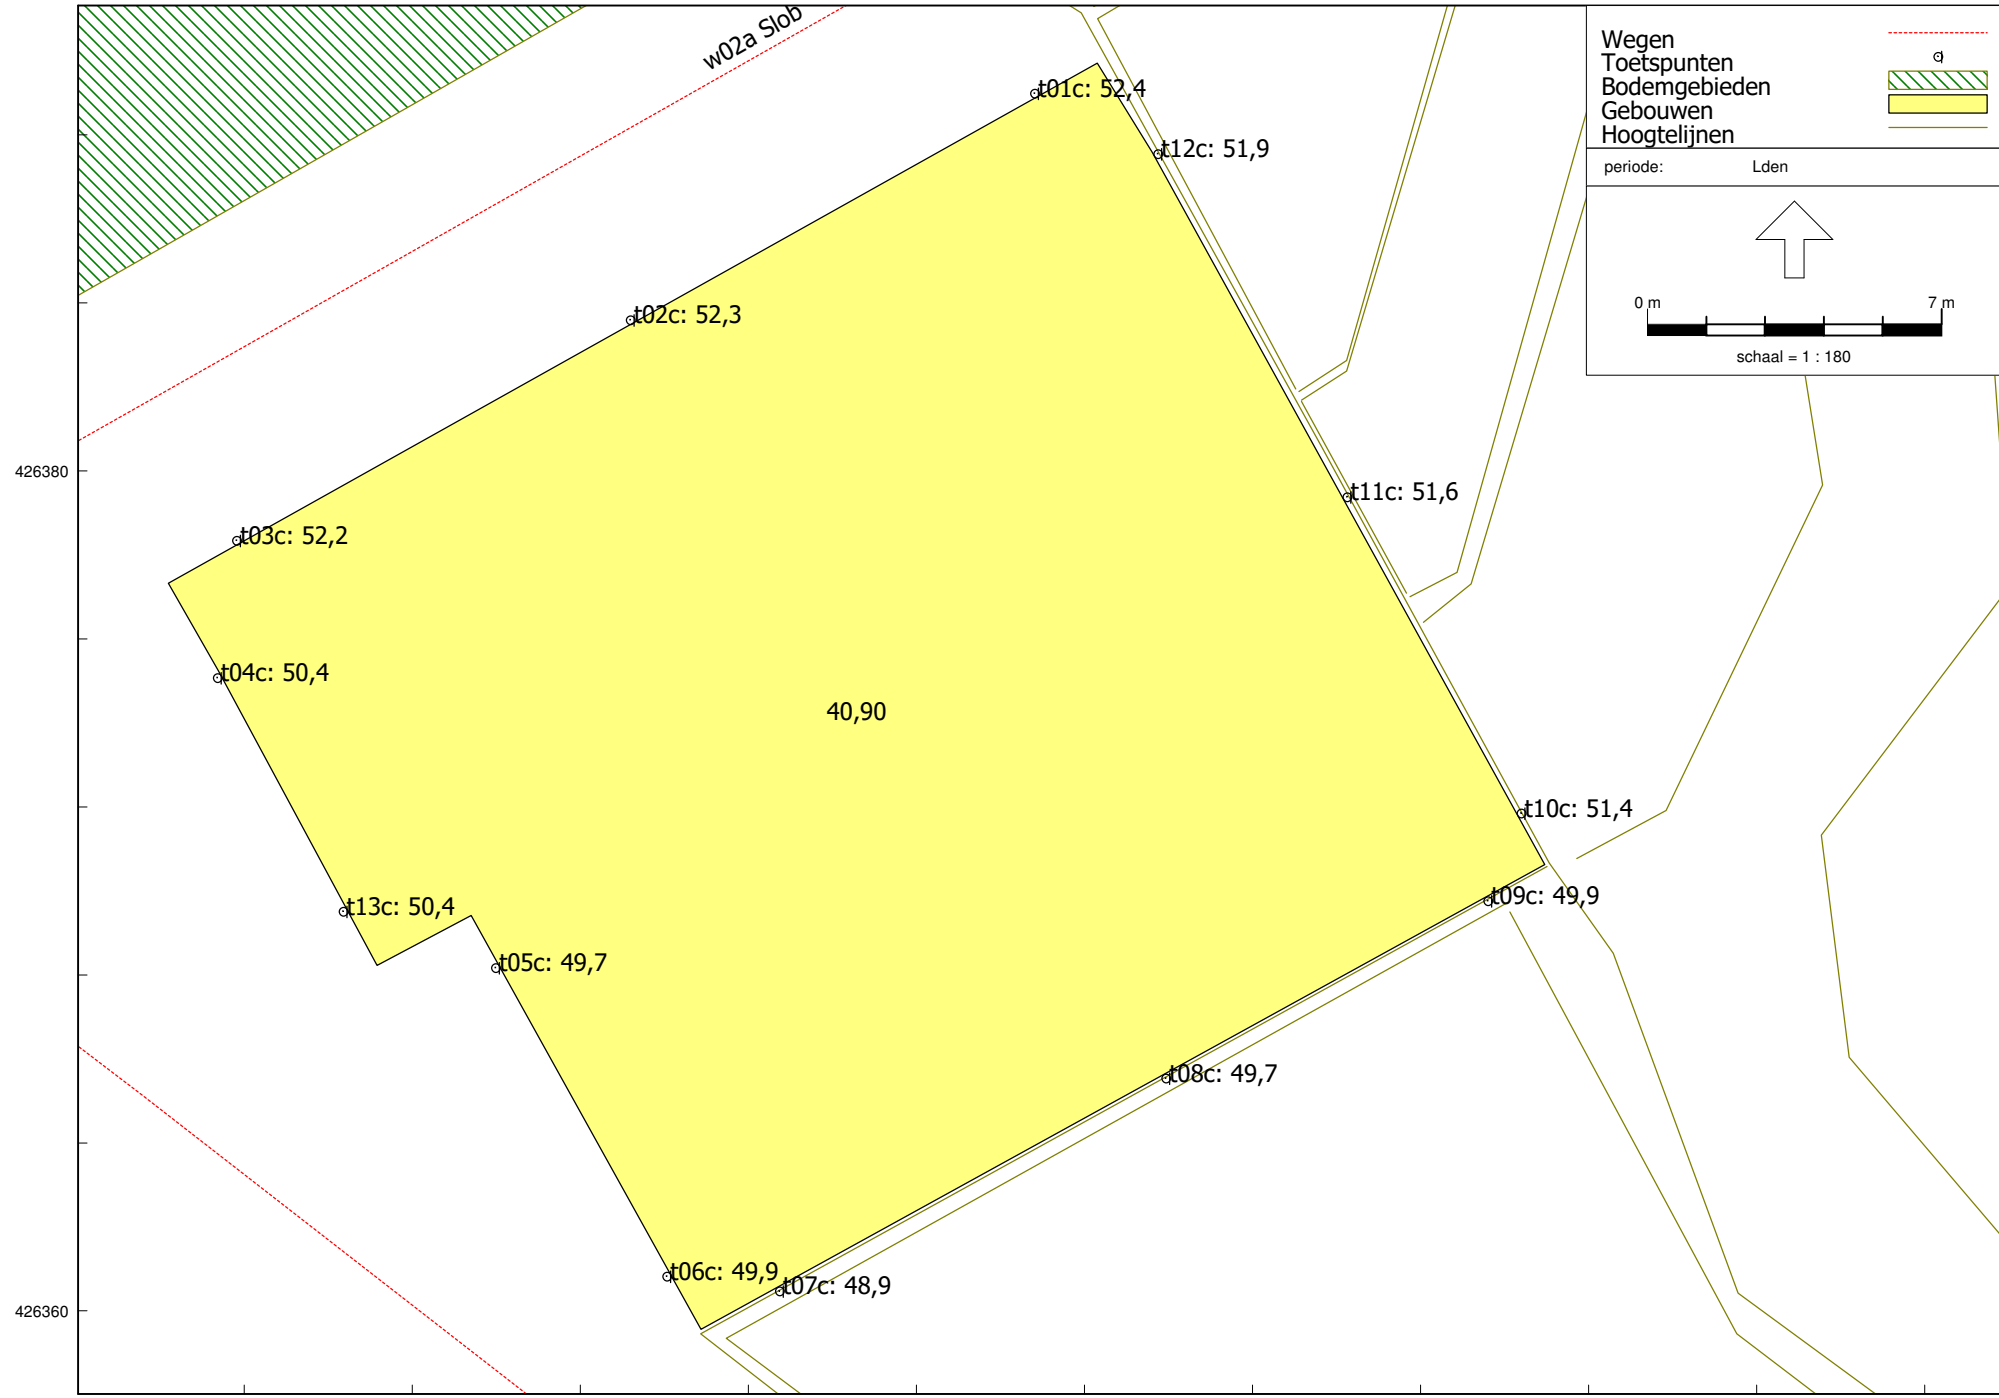 w02a Slob
Wegen
Toetspunten
Bodemgebieden
Gebouwen
Hoogtelijnen
periode: Lden
0 m 7 m
schaal = 1 : 180
t01c: 52,4
t12c: 51,9
t02c: 52,3
426380
t11c: 51,6
t03c: 52,2
t04c: 50,4
40,90
t10c: 51,4
t09c: 49,9
t13c: 50,4
t05c: 49,7
t08c: 49,7
t06c: 49,9
t07c: 48,9
426360